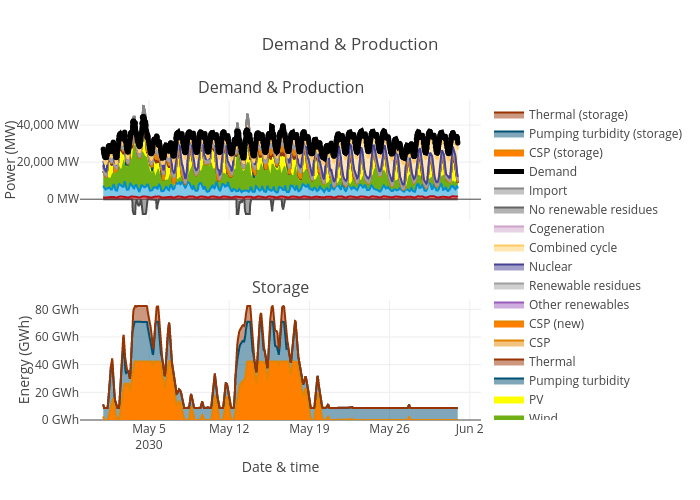 Demand & Production
Demand & Production
Power (MW)
40,000 MW
20,000 MW
0 MW
Storage
Energy (GWh)
80 GWh
60 GWh
40 GWh
20 GWh
0 GWh
May 5
2030
May 12
May 19
May 26
Jun 2
Date & time
Thermal (storage)
Pumping turbidity (storage)
CSP (storage)
Demand
Import
No renewable residues
Cogeneration
Combined cycle
Nuclear
Renewable residues
Other renewables
CSP (new)
CSP
Thermal
Pumping turbidity
PV
Wind